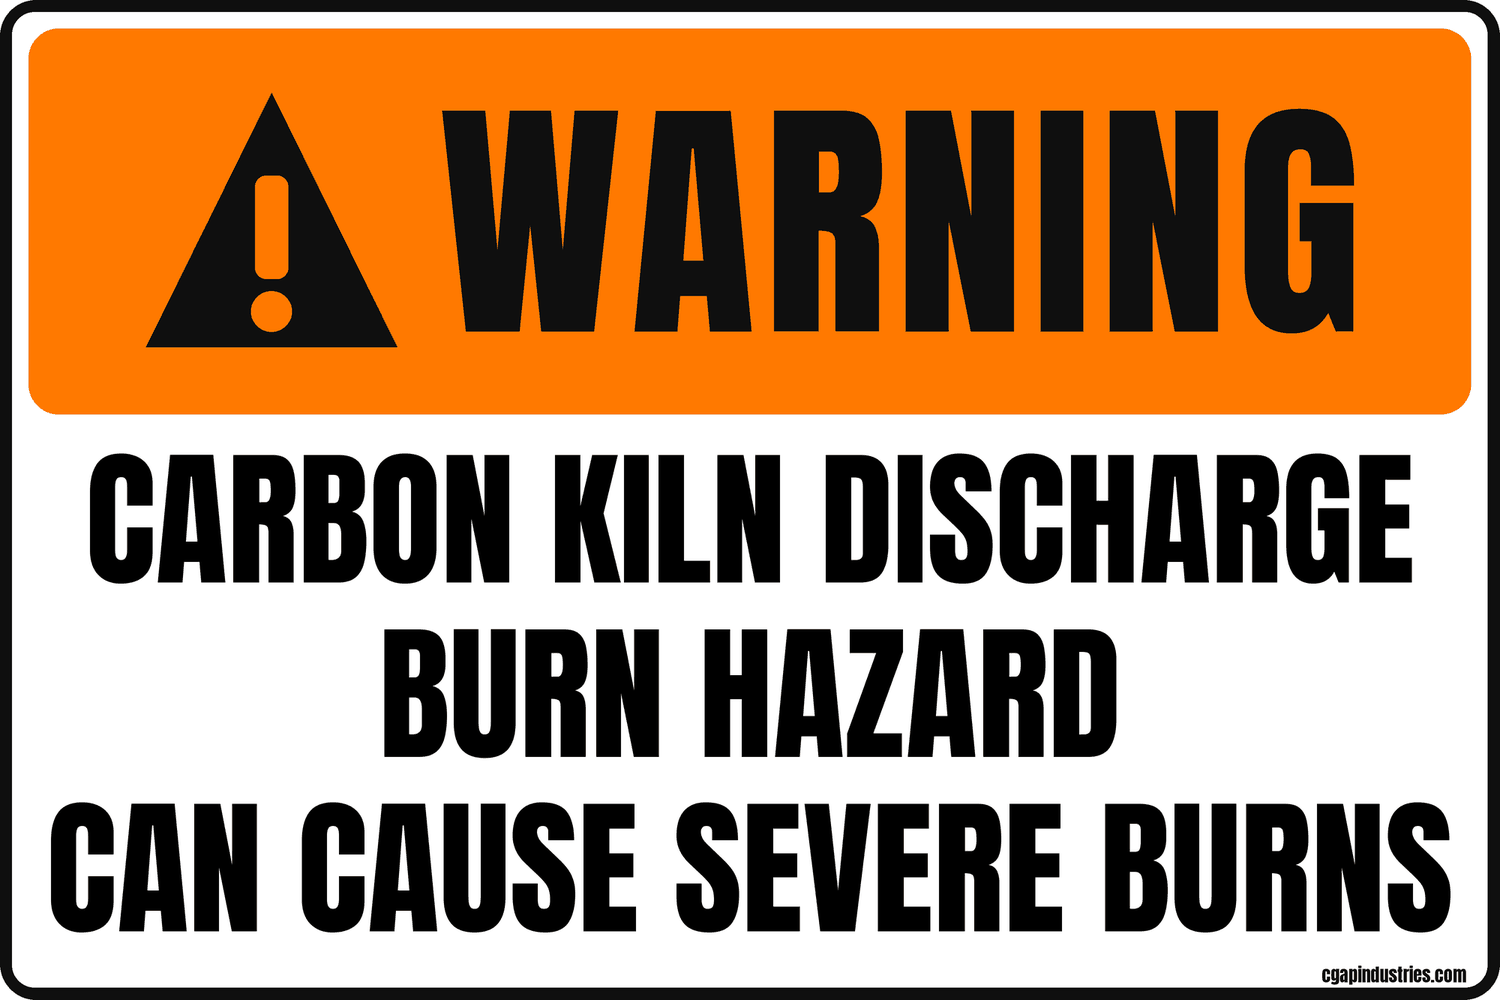 WARNING
CARBON KILN DISCHARGE
BURN HAZARD
CAN CAUSE SEVERE BURNS
cgapindustries.com